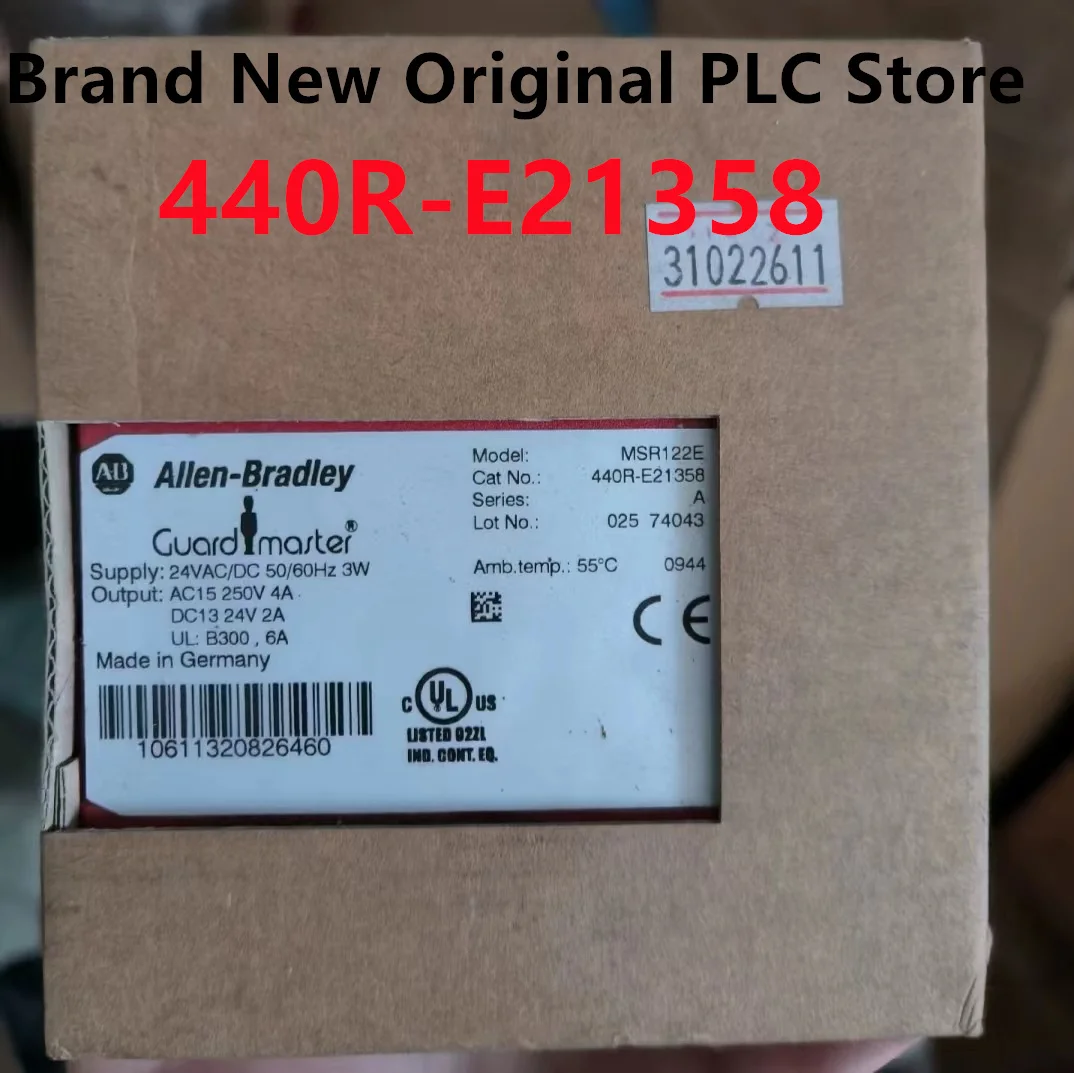 Brand New Original PLC Store
440R-E21358
31022611
AB Allen-Bradley
Guardmaster®
Supply: 24VAC/DC 50/60Hz 3W
Output: AC15 250V 4A
DC13 24V 2A
UL: B300 , 6A
Made in Germany
10611320826460
Model: MSR122E
Cat No.: 440R-E21358
Series: A
Lot No.: 025 74043
Amb.temp.: 55°C 0944
CE
C UL US
LISTED 92ZL
IND. CONT. EQ.